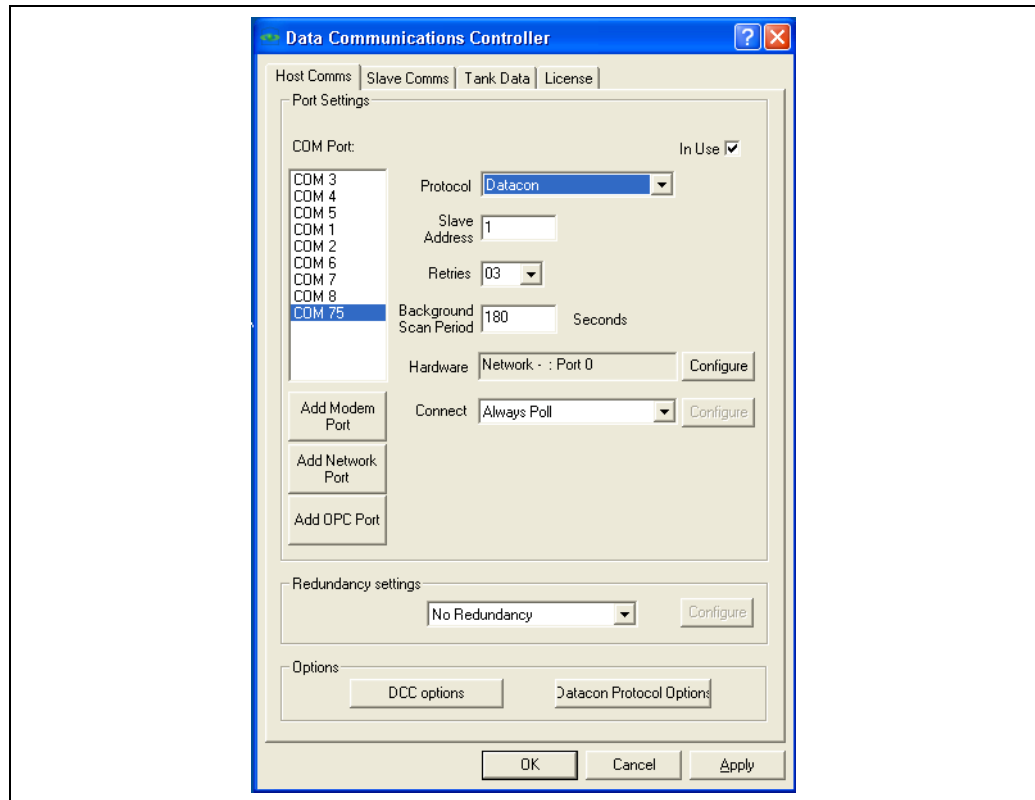 Data Communications Controller
Host Comms Slave Comms Tank Data License
Port Settings
COM Port:
In Use
COM 3
COM 4
COM 5
COM 1
COM 2
COM 6
COM 7
COM 8
COM 75
Protocol Datacon
Slave
Address 1
Retries 03
Background
Scan Period 180 Seconds
Hardware Network - : Port 0 Configure
Connect Always Poll Configure
Add Modem
Port
Add Network
Port
Add OPC Port
Redundancy settings
No Redundancy Configure
Options
DCC options Datacon Protocol Options
OK Cancel Apply